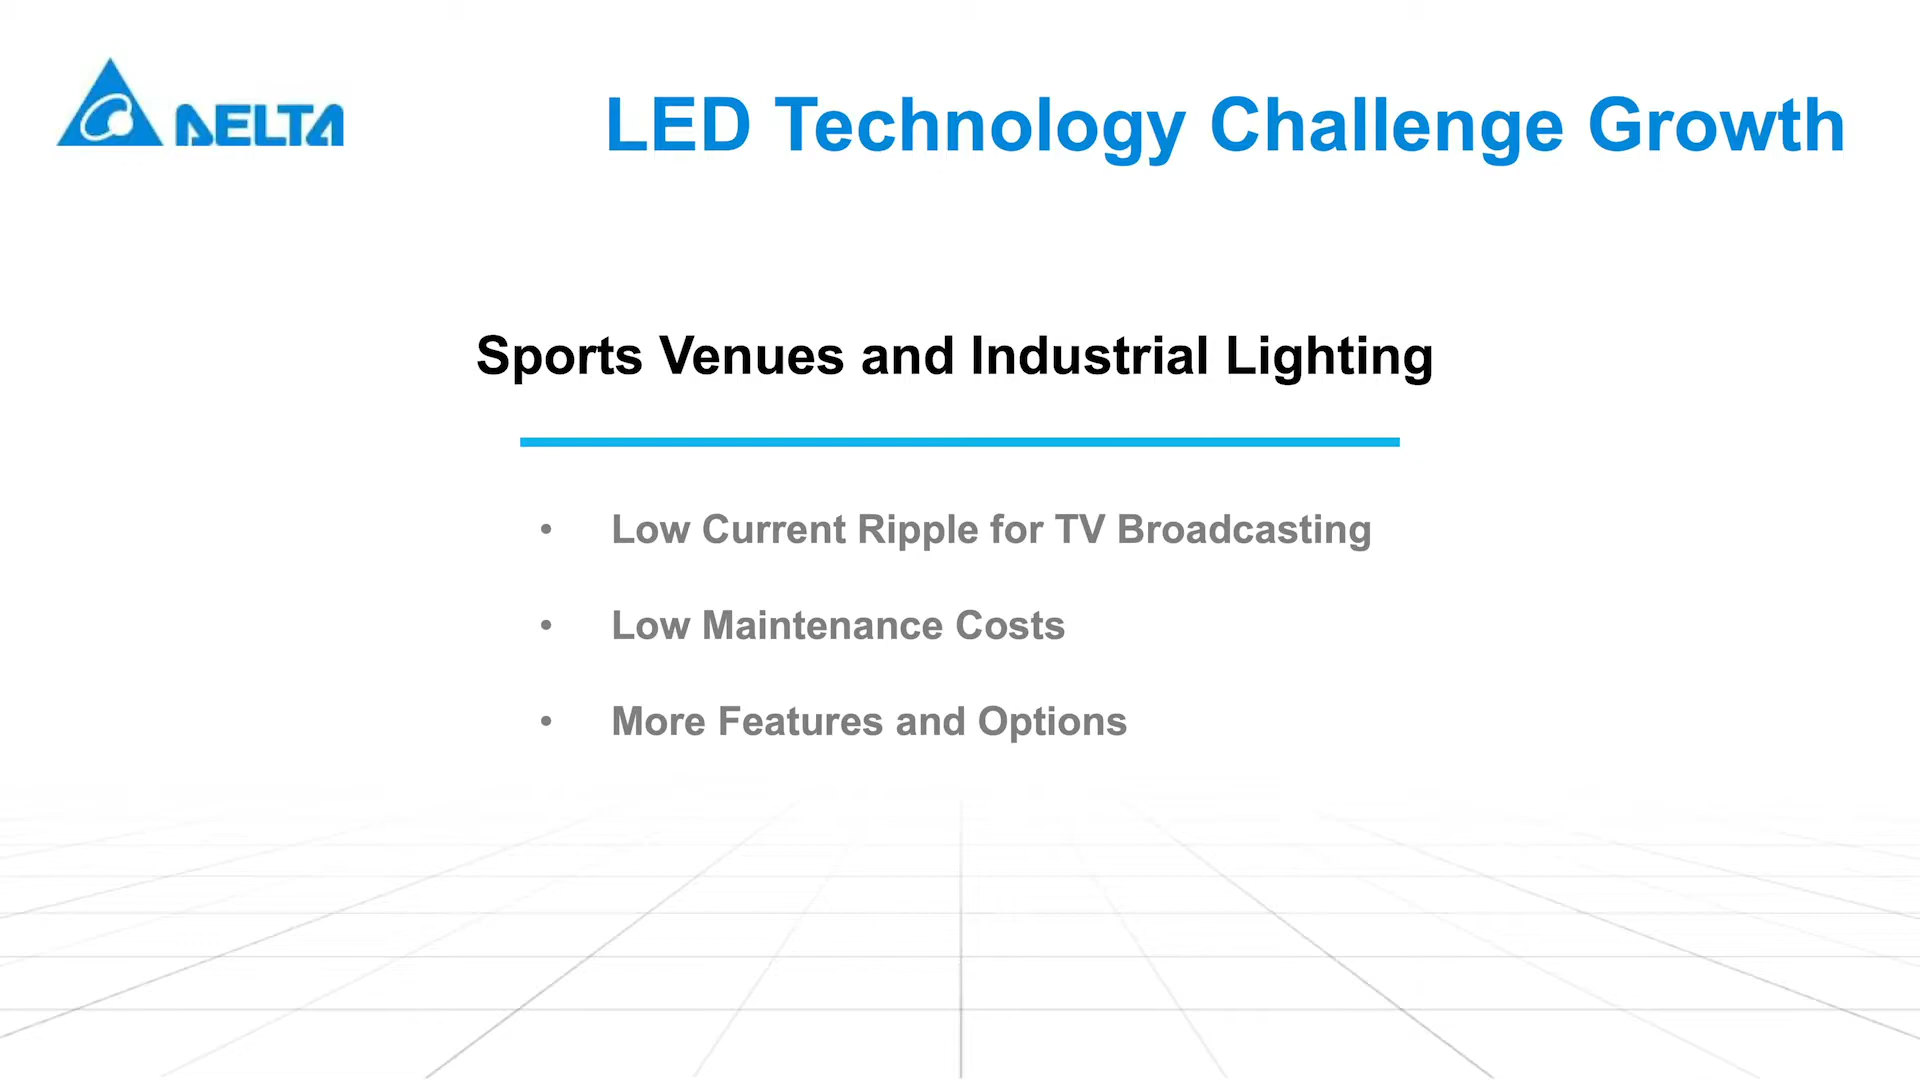 DELTA
LED Technology Challenge Growth
Sports Venues and Industrial Lighting
• Low Current Ripple for TV Broadcasting
• Low Maintenance Costs
• More Features and Options